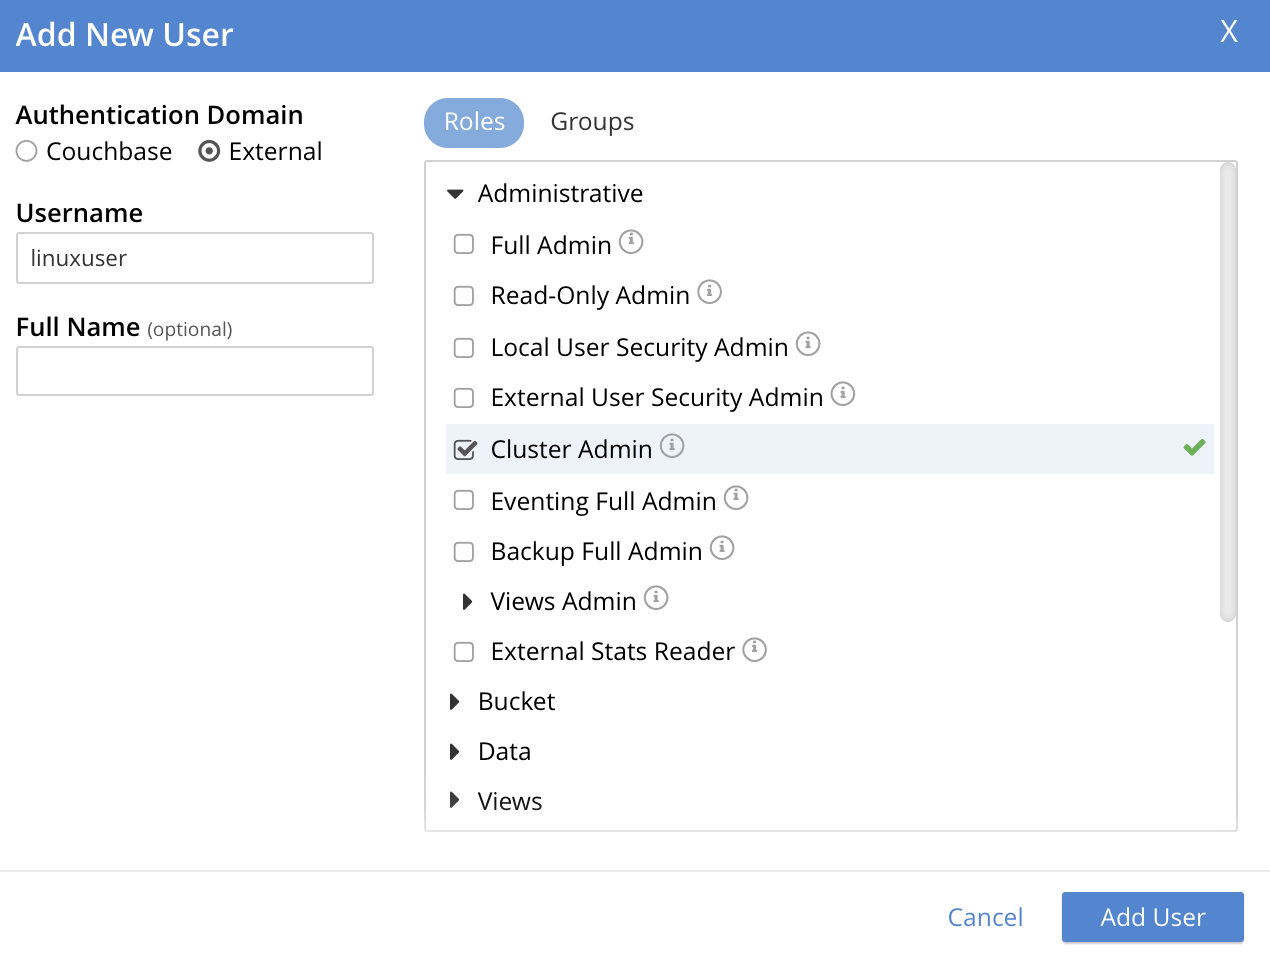 Add New User
X
Authentication Domain
Couchbase
External
Username
linuxuser
Full Name (optional)
Roles
Groups
Administrative
Full Admin
Read-Only Admin
Local User Security Admin
External User Security Admin
Cluster Admin
Eventing Full Admin
Backup Full Admin
Views Admin
External Stats Reader
Bucket
Data
Views
Cancel
Add User